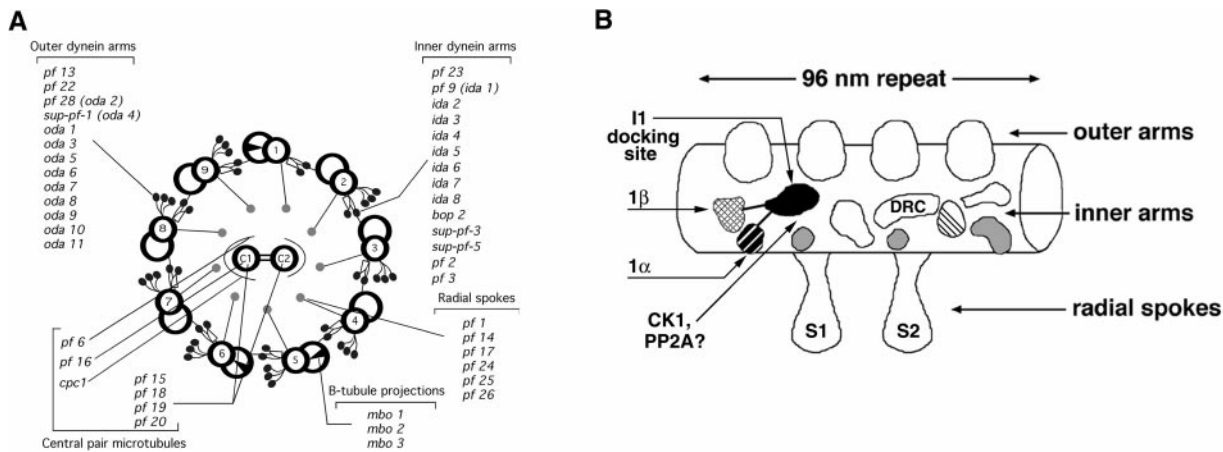 A
Outer dynein arms
pf 13
pf 22
pf 28 (oda 2)
sup-pf-1 (oda 4)
oda 1
oda 3
oda 5
oda 6
oda 7
oda 8
oda 9
oda 10
oda 11
Inner dynein arms
pf 23
pf 9 (ida 1)
ida 2
ida 3
ida 4
ida 5
ida 6
ida 7
ida 8
bop 2
sup-pf-3
sup-pf-5
pf 2
pf 3
1
2
3
4
5
6
7
8
9
C1
C2
Radial spokes
pf 1
pf 14
pf 17
pf 24
pf 25
pf 26
pf 6
pf 16
cpc1
pf 15
pf 18
pf 19
pf 20
Central pair microtubules
B-tubule projections
mbo 1
mbo 2
mbo 3
B
96 nm repeat
I1
docking
site
outer arms
1β
DRC
inner arms
1α
CK1,
PP2A?
S1
S2
radial spokes